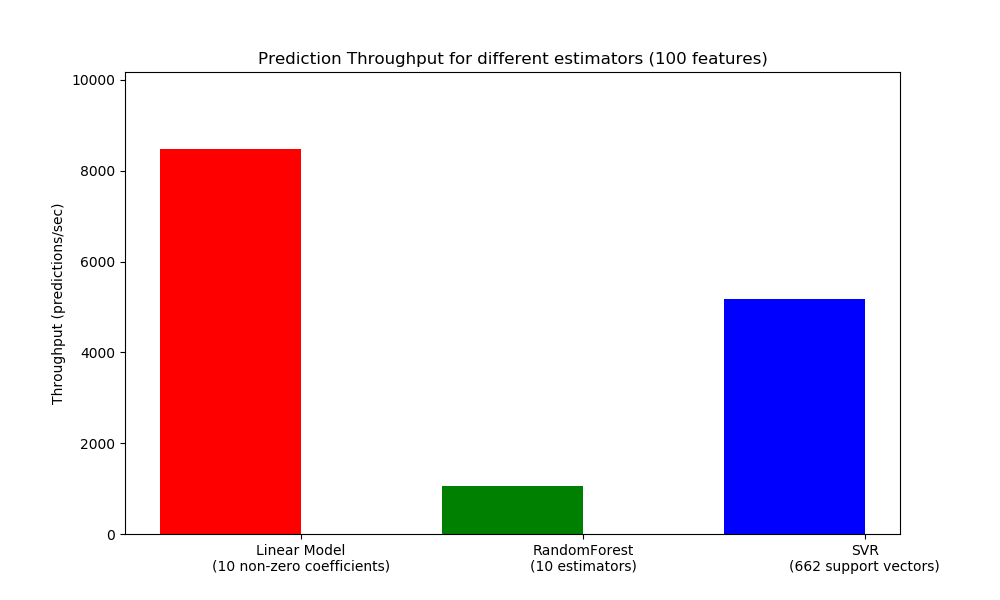 Prediction Throughput for different estimators (100 features)
10000
8000
6000
4000
2000
0
Throughput (predictions/sec)
Linear Model
(10 non-zero coefficients)
RandomForest
(10 estimators)
SVR
(662 support vectors)